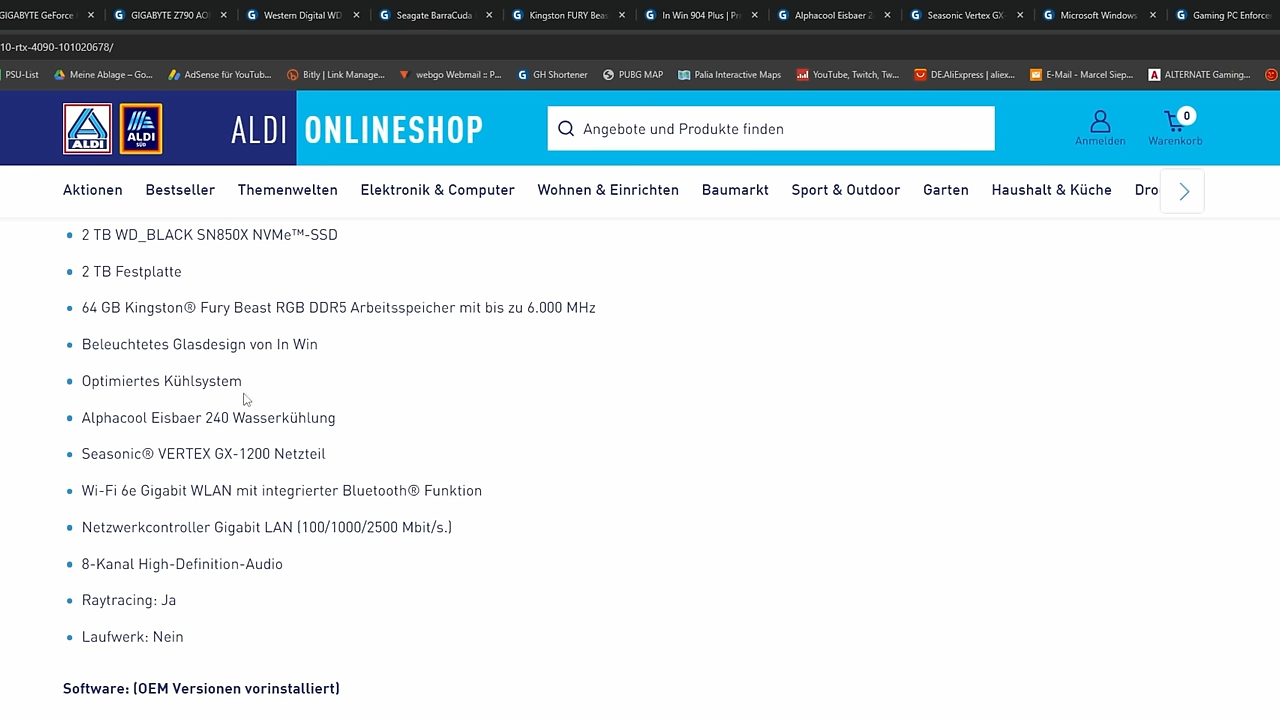 GIGABYTE GeForce
GIGABYTE Z790 AO
Western Digital WD
Seagate BarraCuda
Kingston FURY Beas
In Win 904 Plus | Pr
Alphacool Eisbaer 2
Seasonic Vertex GX-
Microsoft Windows
Gaming PC Enforce
10-rtx-4090-101020678/
PSU-List
Meine Ablage – Go...
AdSense für YouTub...
Bitly | Link Manage...
webgo Webmail :: P...
GH Shortener
PUBG MAP
Palia Interactive Maps
YouTube, Twitch, Tw...
DE.AliExpress | aliex...
E-Mail - Marcel Siep...
ALTERNATE Gaming...
ALDI
ALDI SÜD
ALDI ONLINESHOP
Angebote und Produkte finden
Anmelden
0
Warenkorb
Aktionen Bestseller Themenwelten Elektronik & Computer Wohnen & Einrichten Baumarkt Sport & Outdoor Garten Haushalt & Küche Dro
2 TB WD_BLACK SN850X NVMe™-SSD
2 TB Festplatte
64 GB Kingston® Fury Beast RGB DDR5 Arbeitsspeicher mit bis zu 6.000 MHz
Beleuchtetes Glasdesign von In Win
Optimiertes Kühlsystem
Alphacool Eisbaer 240 Wasserkühlung
Seasonic® VERTEX GX-1200 Netzteil
Wi-Fi 6e Gigabit WLAN mit integrierter Bluetooth® Funktion
Netzwerkcontroller Gigabit LAN (100/1000/2500 Mbit/s.)
8-Kanal High-Definition-Audio
Raytracing: Ja
Laufwerk: Nein
Software: (OEM Versionen vorinstalliert)